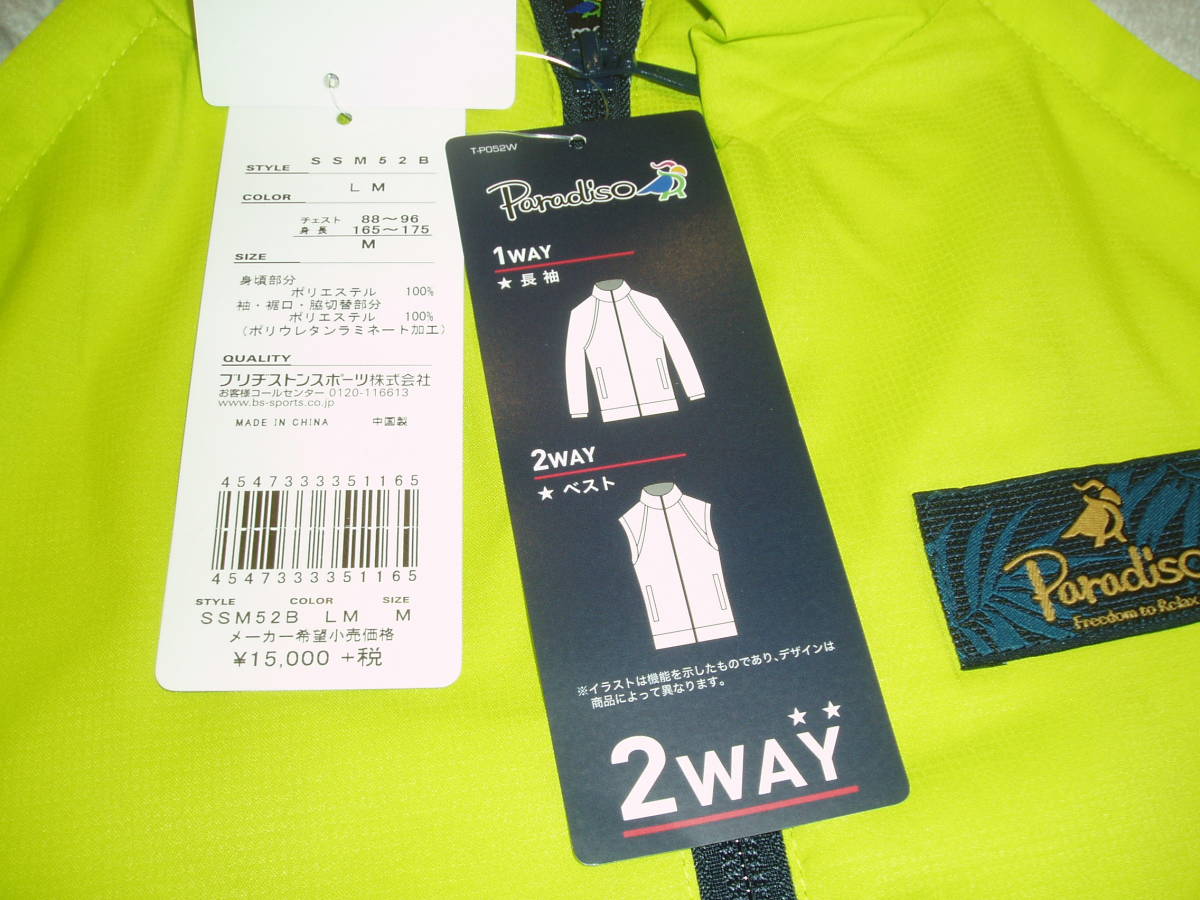 STYLE SSM52B
COLOR LM
チェスト 88〜96
身長 165〜175
M
SIZE
身頃部分
ポリエステル 100%
袖・裾口・脇切替部分
ポリエステル 100%
(ポリウレタンラミネート加工)
QUALITY
ブリヂストンスポーツ株式会社
お客様コールセンター 0120-116613
www.bs-sports.co.jp
MADE IN CHINA 中国製
4547333351165
4547333351165
STYLE COLOR SIZE
SSM52B LM M
メーカー希望小売価格
¥15,000 +税
T-P052W
Paradiso
1WAY
★ 長袖
2WAY
★ ベスト
※イラストは機能を示したものであり、デザインは
商品によって異なります。
★ ★
2WAY
Paradiso
Freedom to Relax